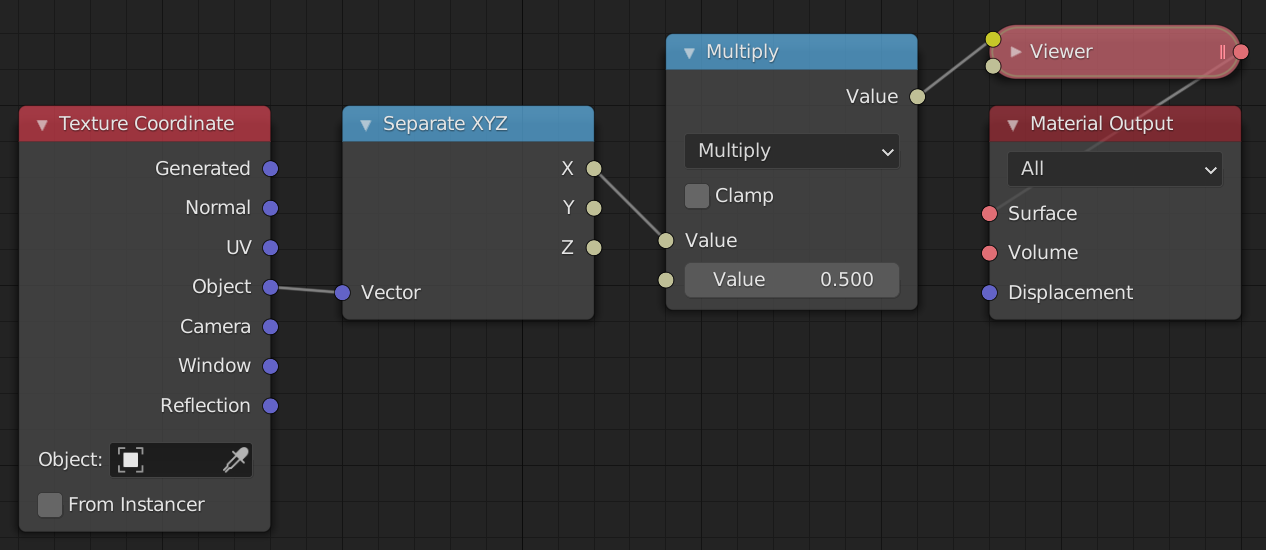 Texture Coordinate
Generated
Normal
UV
Object
Camera
Window
Reflection
Object:
From Instancer
Separate XYZ
X
Y
Z
Vector
Multiply
Value
Multiply
Clamp
Value
Value 0.500
Viewer
Material Output
All
Surface
Volume
Displacement